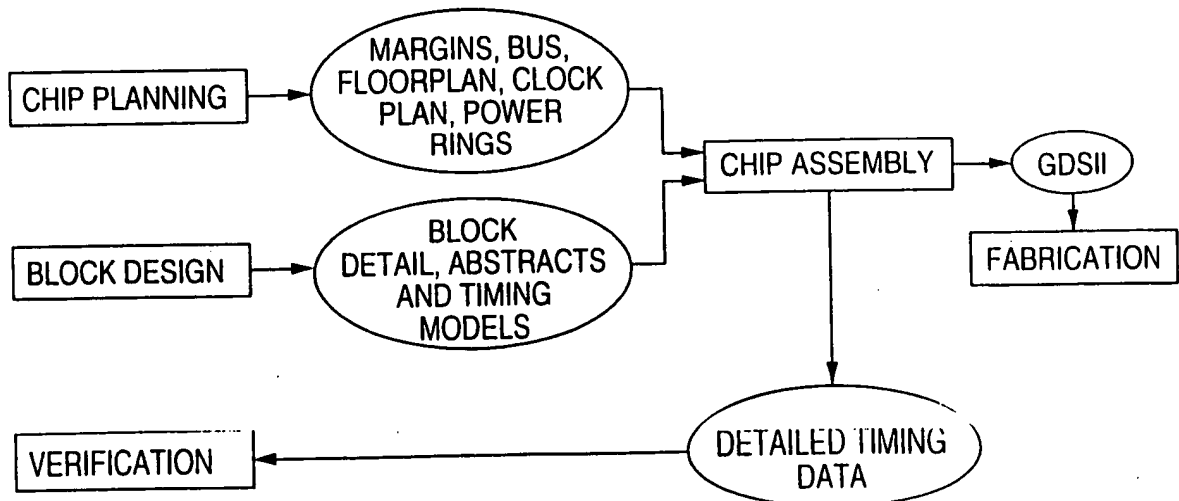 CHIP PLANNING
MARGINS, BUS,
FLOORPLAN, CLOCK
PLAN, POWER
RINGS
CHIP ASSEMBLY
GDSII
FABRICATION
BLOCK DESIGN
BLOCK
DETAIL, ABSTRACTS
AND TIMING
MODELS
VERIFICATION
DETAILED TIMING
DATA